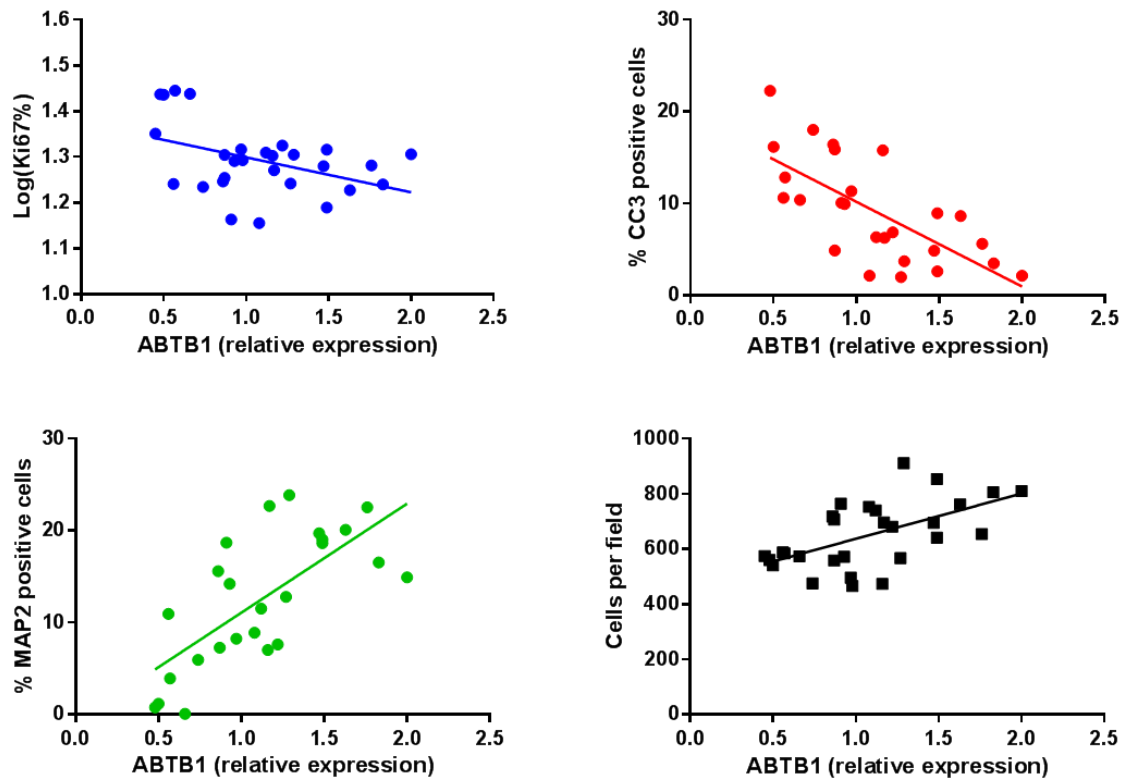 1.6
1.5
1.4
1.3
1.2
1.1
1.0
Log(Ki67%)
0.0 0.5 1.0 1.5 2.0 2.5
ABTB1 (relative expression)
30
20
10
0
% CC3 positive cells
0.0 0.5 1.0 1.5 2.0 2.5
ABTB1 (relative expression)
30
20
10
0
% MAP2 positive cells
0.0 0.5 1.0 1.5 2.0 2.5
ABTB1 (relative expression)
1000
800
600
400
200
0
Cells per field
0.0 0.5 1.0 1.5 2.0 2.5
ABTB1 (relative expression)